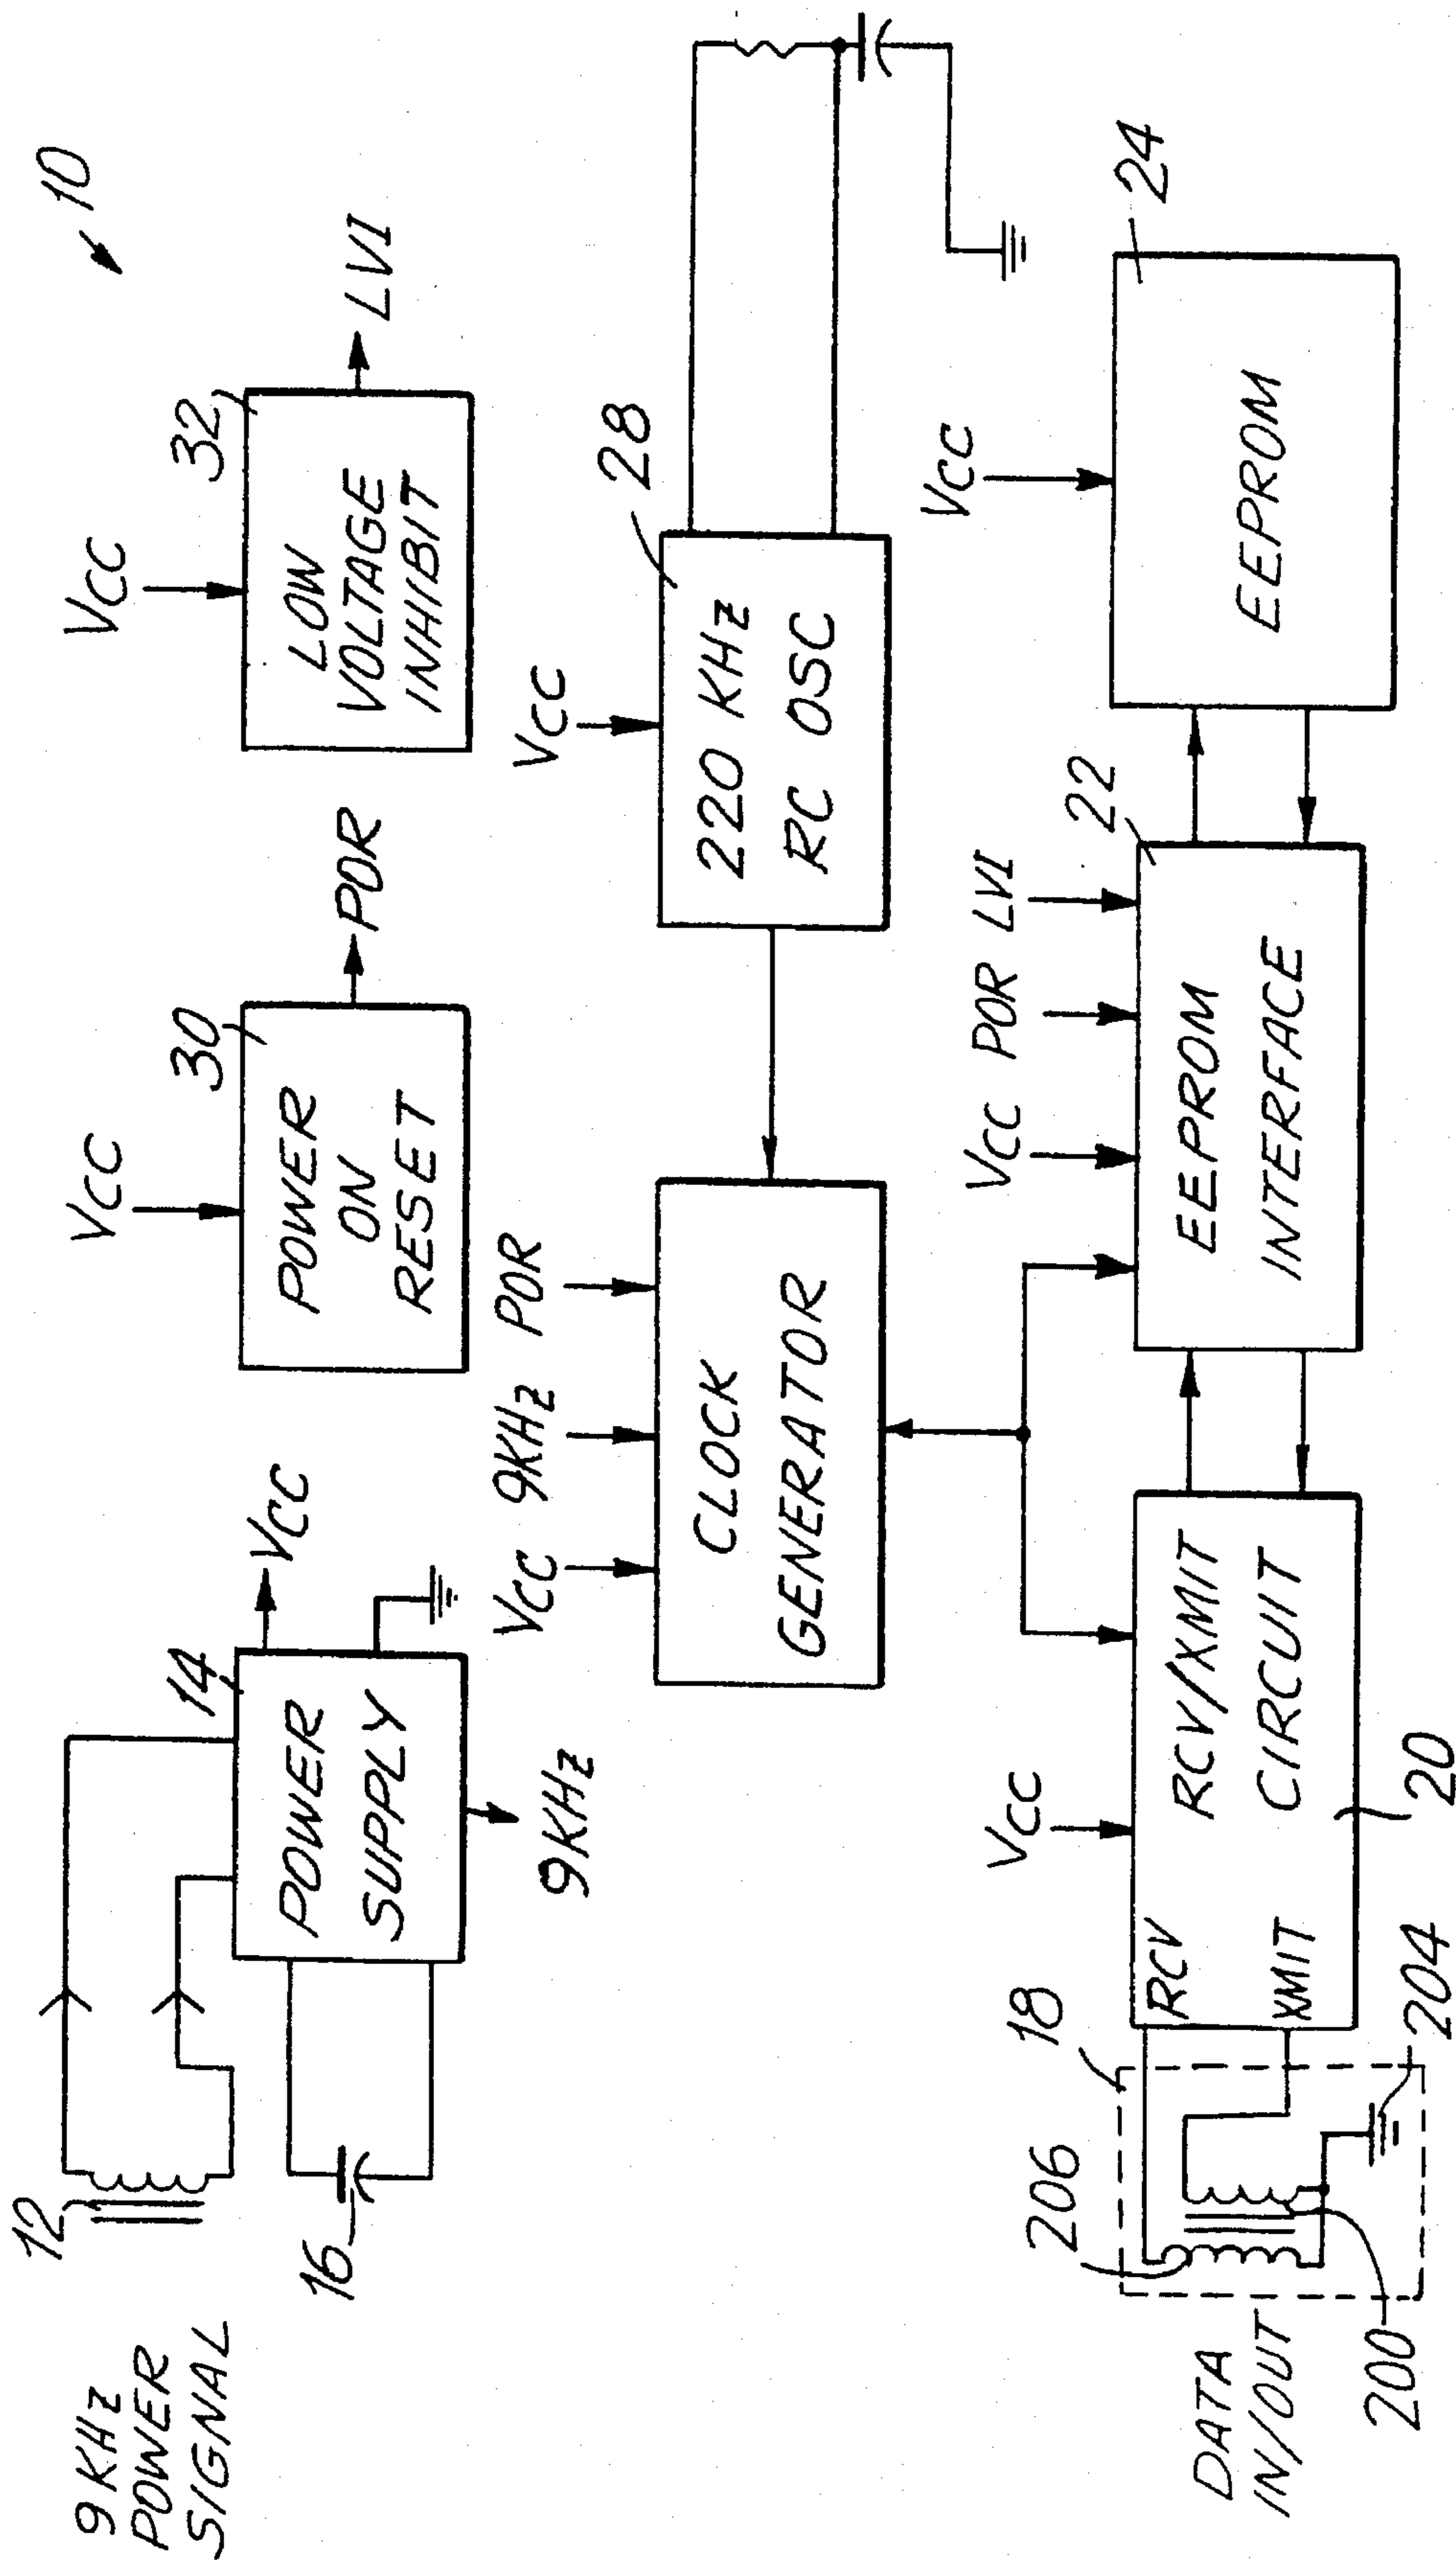 10
9 KHz
POWER
SIGNAL
12
16
14
POWER
SUPPLY
VCC
9KHz
VCC
30
POWER
ON
RESET
POR
VCC
32
LOW
VOLTAGE
INHIBIT
LVI
VCC 9KHz POR
CLOCK
GENERATOR
VCC
28
220 KHz
RC OSC
DATA
IN/OUT
206
18
200
204
VCC
RCV
XMIT
RCV/XMIT
CIRCUIT
20
VCC POR LVI
22
EEPROM
INTERFACE
VCC
24
EEPROM